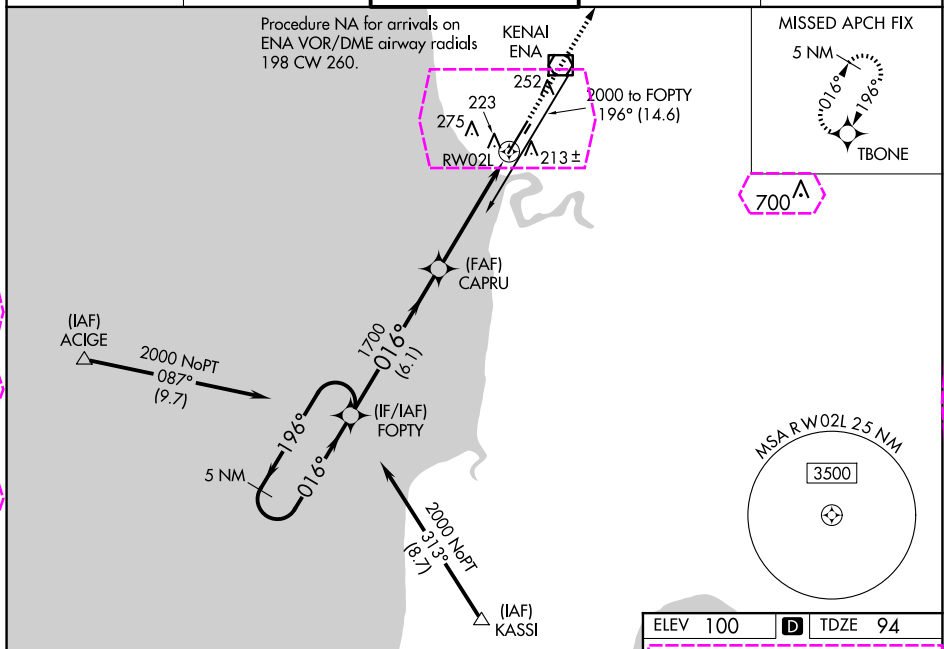 Procedure NA for arrivals on
ENA VOR/DME airway radials
198 CW 260.
KENAI
ENA
MISSED APCH FIX
5 NM
016°
196°
TBONE
252
2000 to FOPTY
196° (14.6)
223
275
RW02L
213 ±
700
(FAF)
CAPRU
(IAF)
ACIGE
2000 NoPT
087°
(9.7)
1700
016°
(6.1)
(IF/IAF)
FOPTY
196°
016°
5 NM
2000 NoPT
313°
(8.7)
(IAF)
KASSI
MSA RW02L 25 NM
3500
ELEV 100 D TDZE 94